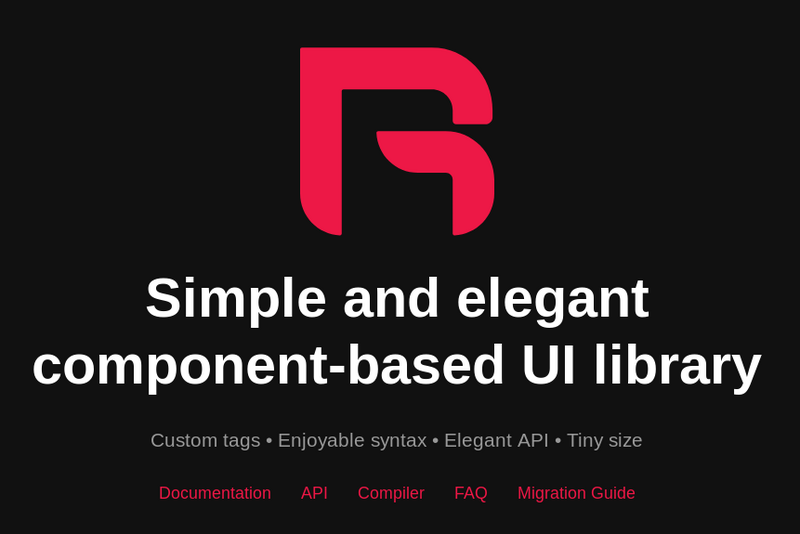 Simple and elegant
component-based UI library
Custom tags • Enjoyable syntax • Elegant API • Tiny size
Documentation API Compiler FAQ Migration Guide